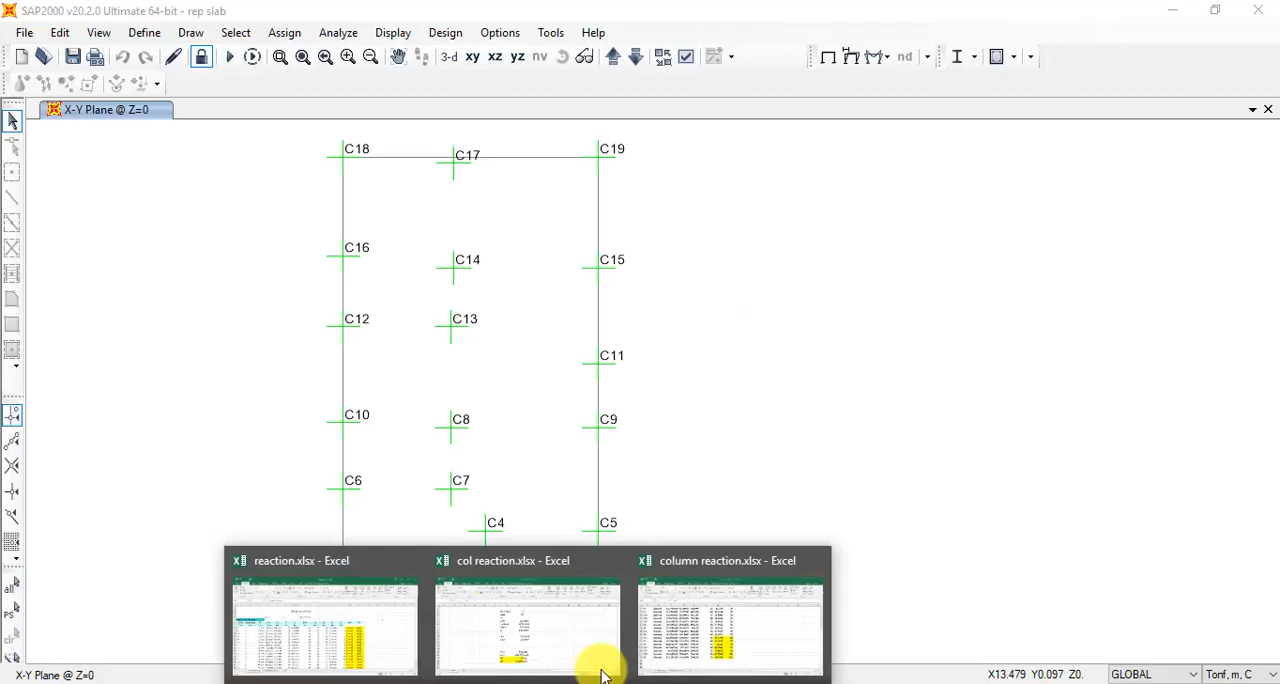 SAP2000 v20.2.0 Ultimate 64-bit - rep slab
File Edit View Define Draw Select Assign Analyze Display Design Options Tools Help
3-d xy xz yz nv nd
X-Y Plane @ Z=0
C18 C17 C19
C16 C14 C15
C12 C13
C11
C10 C8 C9
C6 C7
C4 C5
all
PS
clr
reaction.xlsx - Excel col reaction.xlsx - Excel column reaction.xlsx - Excel
X-Y Plane @ Z=0 X13.479 Y0.097 Z0. GLOBAL Tonf, m, C